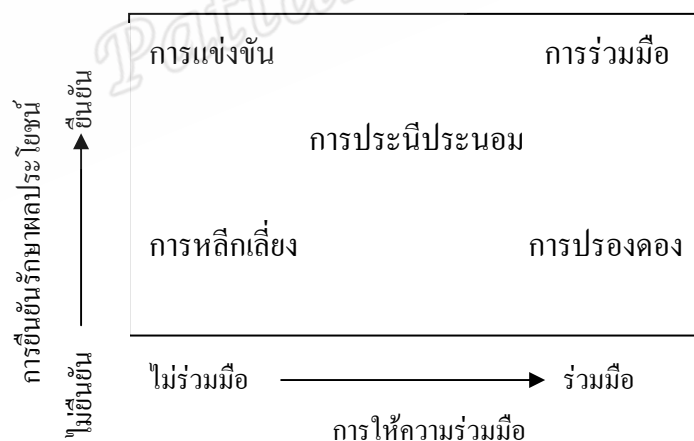 การแข่งขัน การร่วมมือ
การประนีประนอม
การหลีกเลี่ยง การปรองดอง
การยืนยันรักษาผลประโยชน์
ยืนยัน
ไม่ยืนยัน
ไม่ร่วมมือ ร่วมมือ
การให้ความร่วมมือ